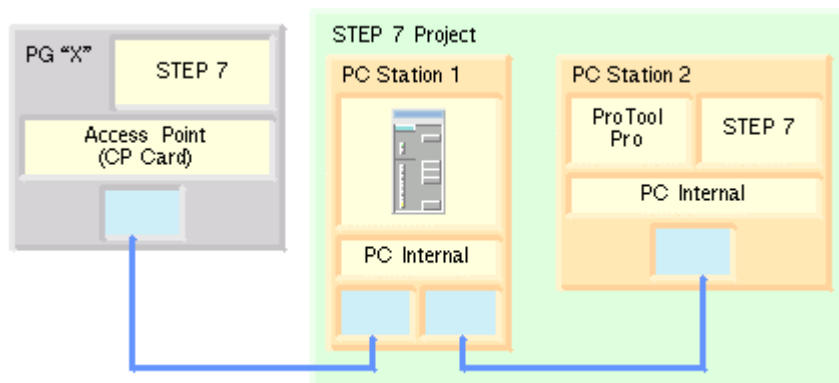 PG “X”
STEP 7
Access Point
(CP Card)
STEP 7 Project
PC Station 1
PC Internal
PC Station 2
ProTool
Pro
STEP 7
PC Internal